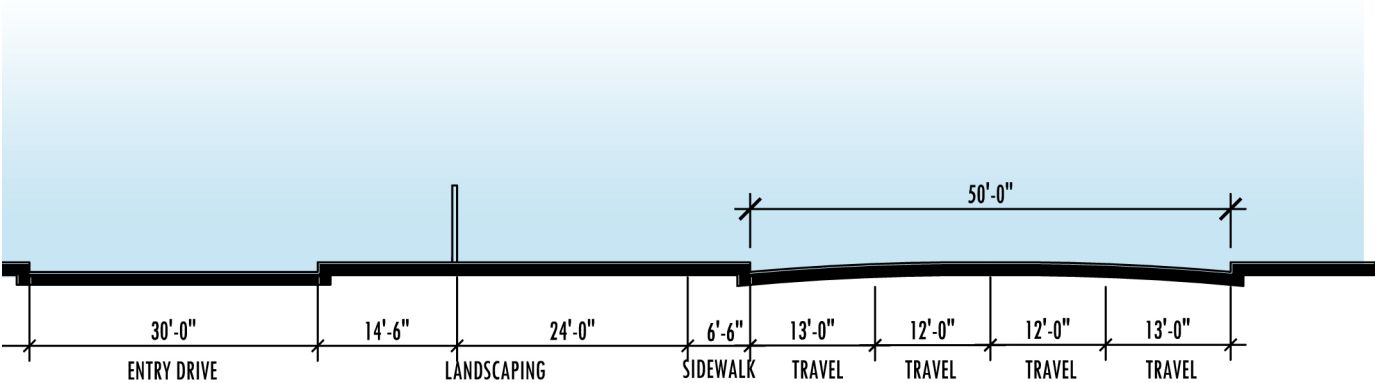 50'-0"
30'-0" 14'-6" 24'-0" 6'-6" 13'-0" 12'-0" 12'-0" 13'-0"
ENTRY DRIVE LANDSCAPING SIDEWALK TRAVEL TRAVEL TRAVEL TRAVEL